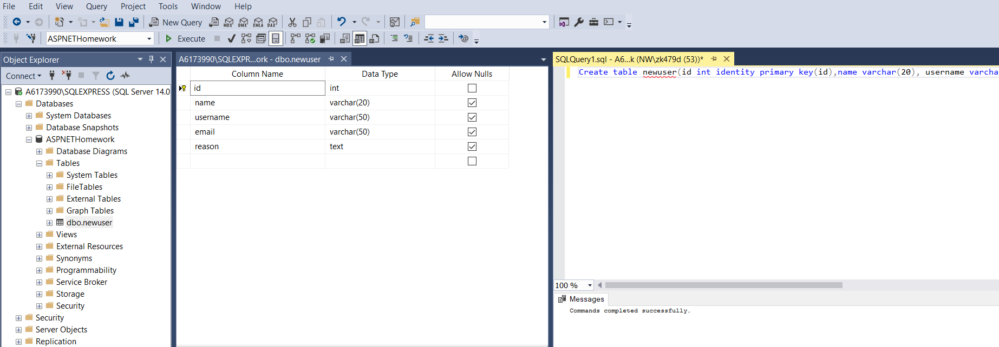 File Edit View Query Project Tools Window Help
New Query MDX DMX XMLA DAX
ASPNETHomework Execute
Object Explorer
Connect
A6173990\SQLEXPRESS (SQL Server 14.0
Databases
System Databases
Database Snapshots
ASPNETHomework
Database Diagrams
Tables
System Tables
FileTables
External Tables
Graph Tables
dbo.newuser
Views
External Resources
Synonyms
Programmability
Service Broker
Storage
Security
Security
Server Objects
Replication
A6173990\SQLEXPR...ork - dbo.newuser
Column Name Data Type Allow Nulls
id int
name varchar(20)
username varchar(50)
email varchar(50)
reason text
SQLQuery1.sql - A6...k (NW\zk479d (53))*
Create table newuser(id int identity primary key(id),name varchar(20), username varcha
100 %
Messages
Commands completed successfully.